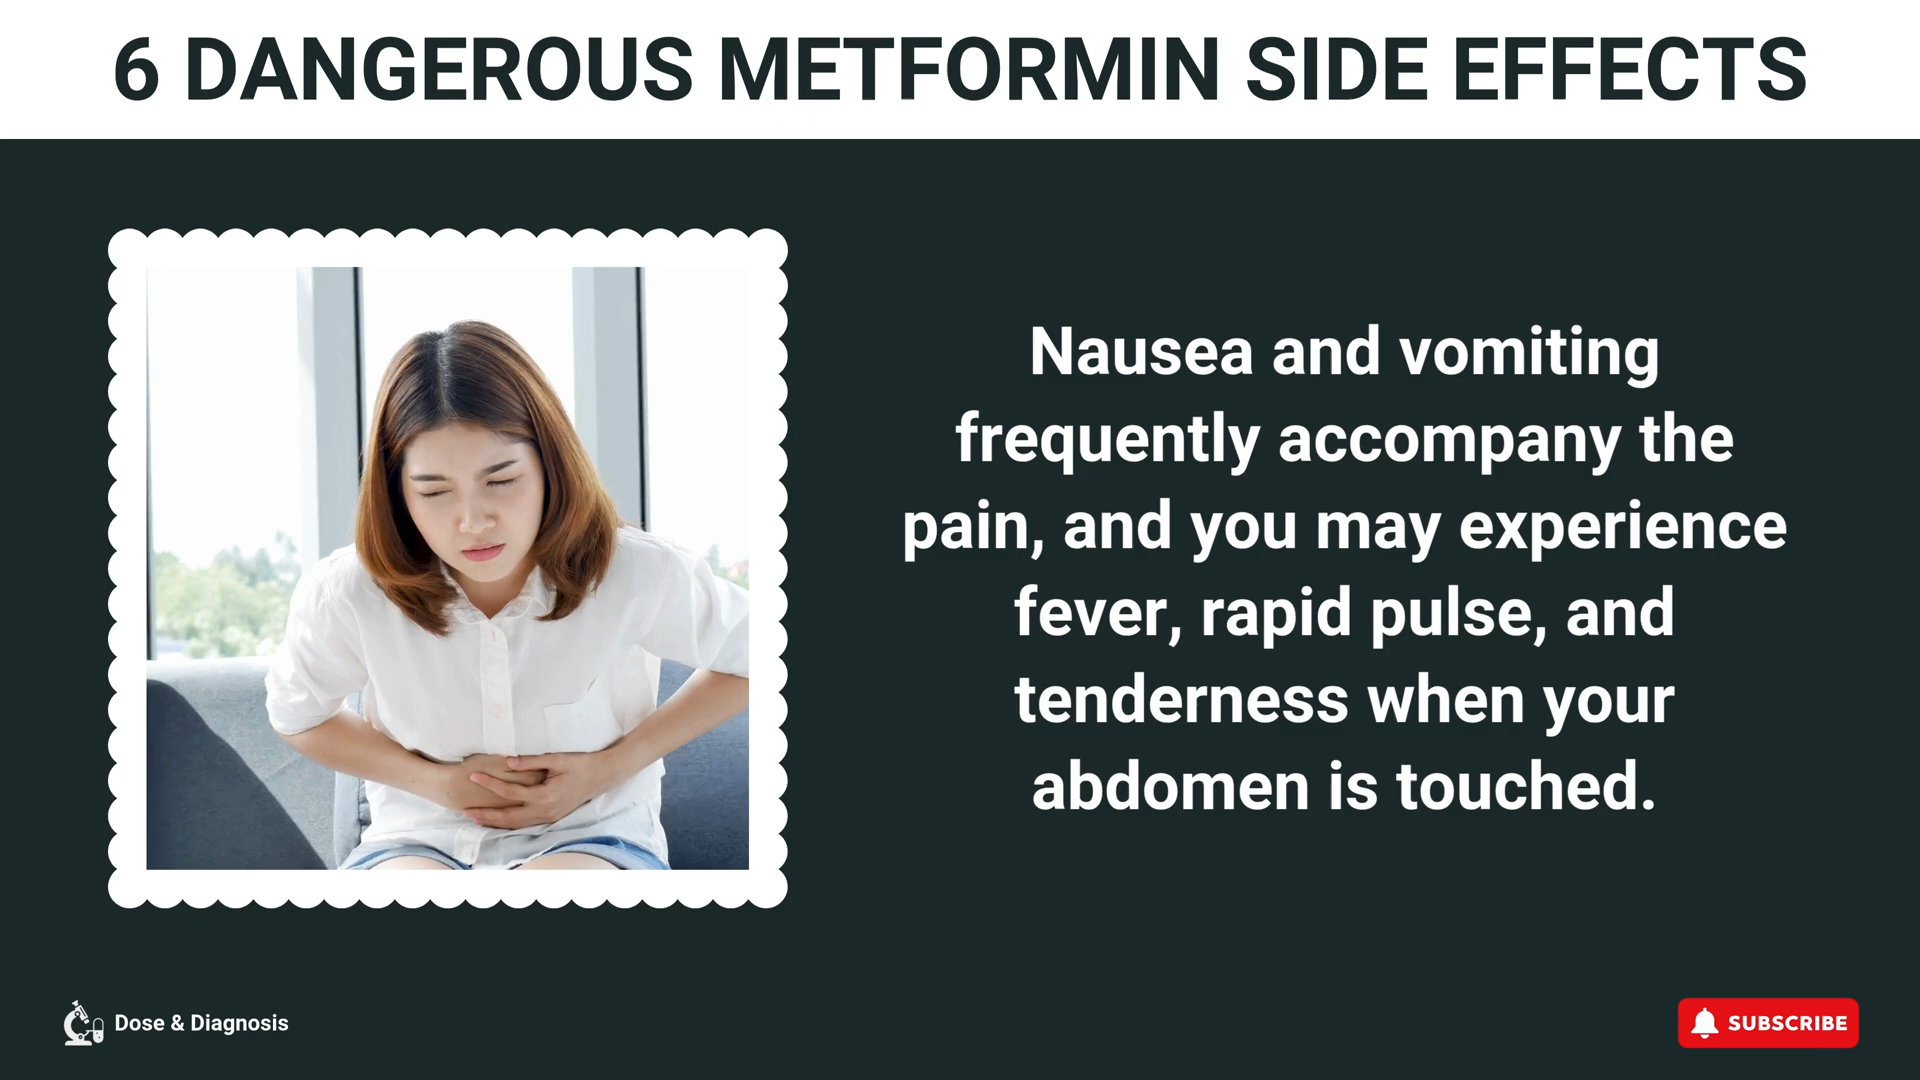 6 DANGEROUS METFORMIN SIDE EFFECTS
Nausea and vomiting
frequently accompany the
pain, and you may experience
fever, rapid pulse, and
tenderness when your
abdomen is touched.
Dose & Diagnosis
SUBSCRIBE